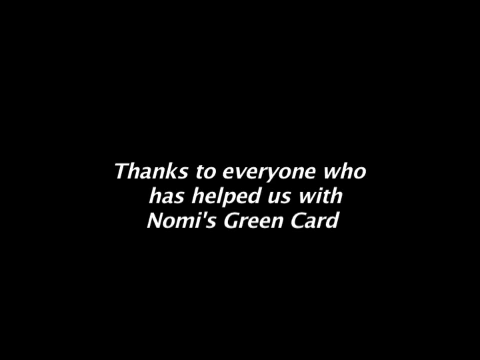 Thanks to everyone who
has helped us with
Nomi's Green Card